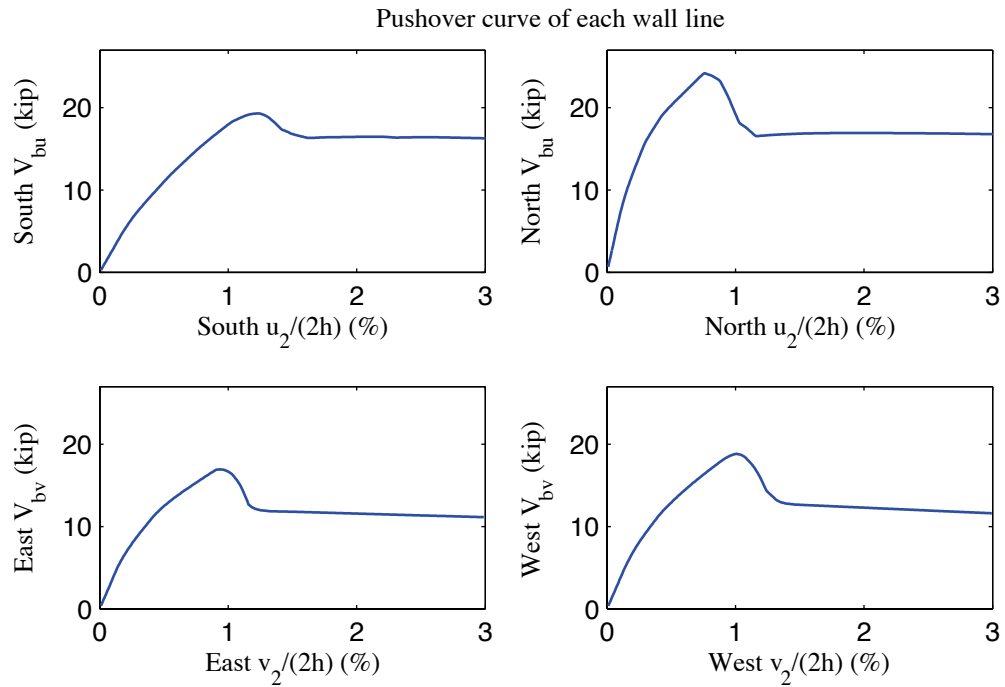 Pushover curve of each wall line
South V_bu (kip)
20
10
0
0 1 2 3
South u_2/(2h) (%)
North V_bu (kip)
20
10
0
0 1 2 3
North u_2/(2h) (%)
East V_bv (kip)
20
10
0
0 1 2 3
East v_2/(2h) (%)
West V_bv (kip)
20
10
0
0 1 2 3
West v_2/(2h) (%)